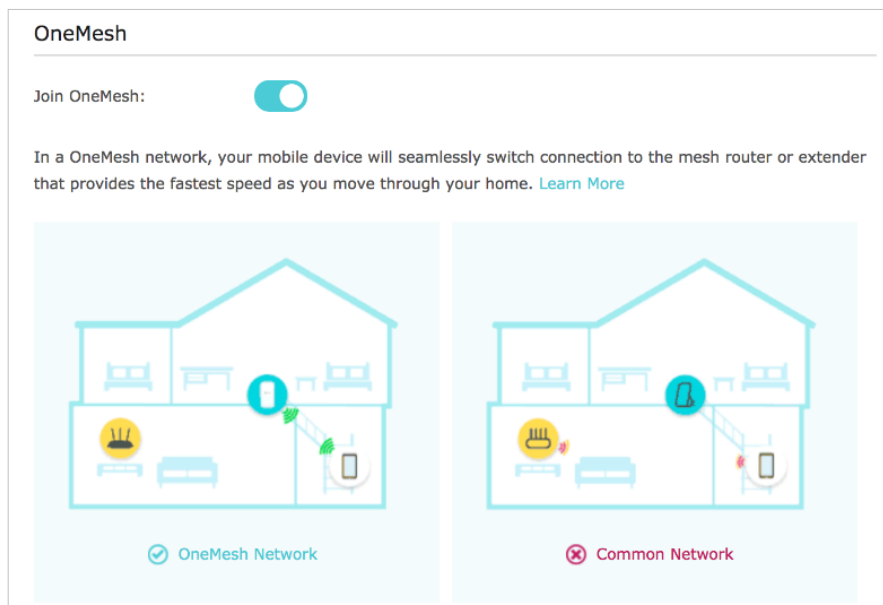 OneMesh
Join OneMesh:
In a OneMesh network, your mobile device will seamlessly switch connection to the mesh router or extender
that provides the fastest speed as you move through your home. Learn More
OneMesh Network
Common Network